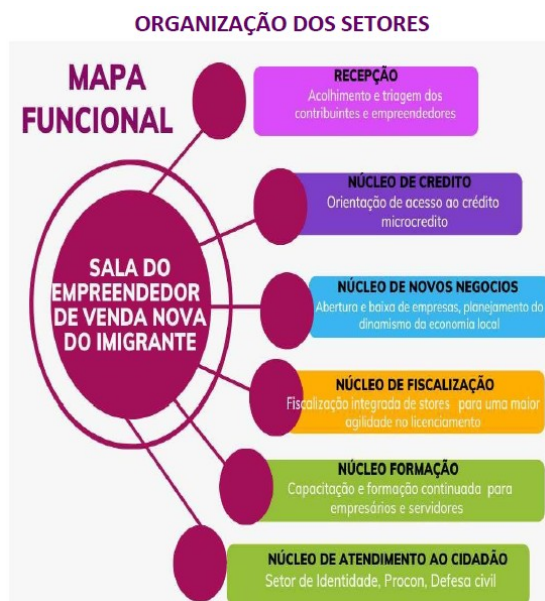 ORGANIZAÇÃO DOS SETORES
MAPA
FUNCIONAL
SALA DO
EMPREENDEDOR
DE VENDA NOVA
DO IMIGRANTE
RECEPÇÃO
Acolhimento e triagem dos
contribuintes e empreendedores
NÚCLEO DE CREDITO
Orientação de acesso ao crédito
microcredito
NÚCLEO DE NOVOS NEGOCIOS
Abertura e baixa de empresas, planejamento do
dinamismo da economia local
NÚCLEO DE FISCALIZAÇÃO
Fiscalização integrada de stores para uma maior
agilidade no licenciamento
NÚCLEO FORMAÇÃO
Capacitação e formação continuada para
empresários e servidores
NÚCLEO DE ATENDIMENTO AO CIDADÃO
Setor de Identidade, Procon, Defesa civil